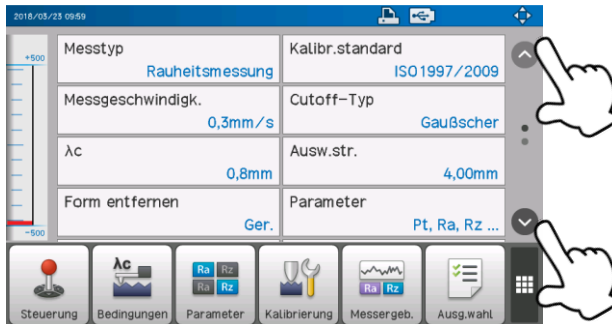 2018/03/23 09:59
+500
-500
Messtyp
Rauheitsmessung
Kalibr.standard
ISO1997/2009
Messgeschwindigk.
0,3mm/s
Cutoff-Typ
Gaußscher
λc
0,8mm
Ausw.str.
4,00mm
Form entfernen
Ger.
Parameter
Pt, Ra, Rz ...
λc
Ra Rz
Ra Rz
Ra Rz
Steuerung Bedingungen Parameter Kalibrierung Messergeb. Ausg.wahl